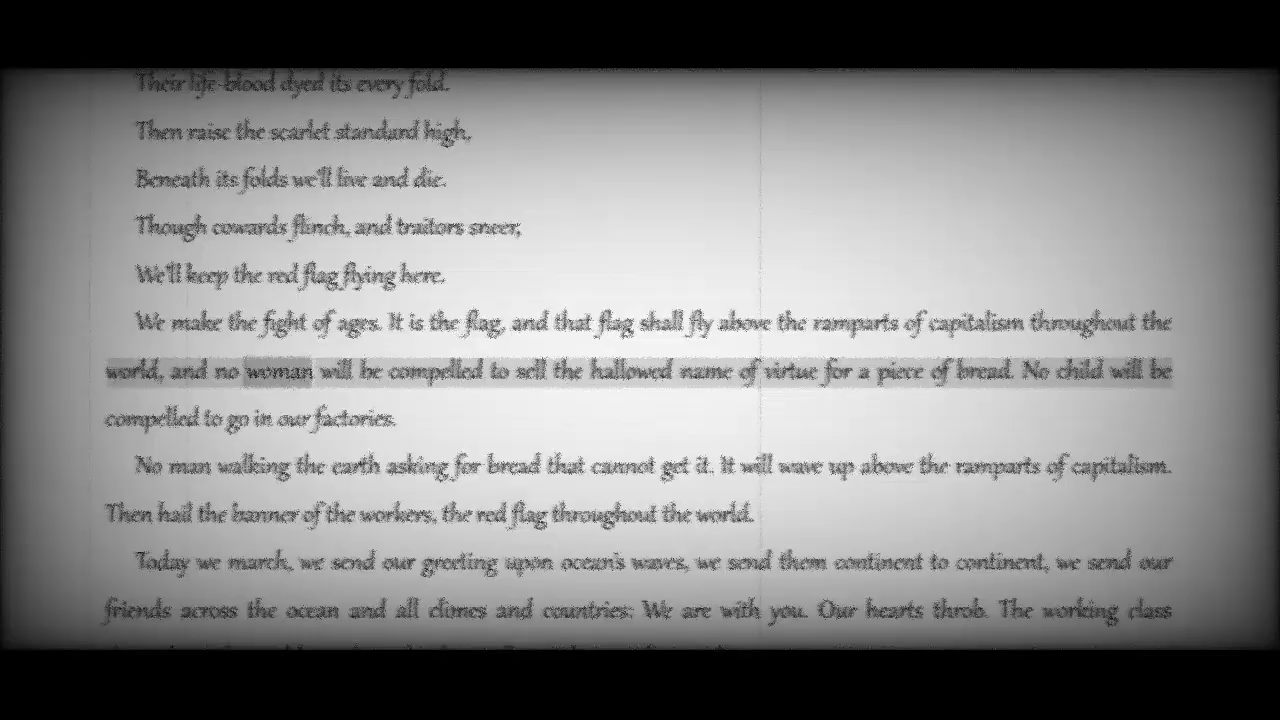 Their life-blood dyed its every fold.
Then raise the scarlet standard high,
Beneath its folds we'll live and die.
Though cowards flinch, and traitors sneer,
We'll keep the red flag flying here.
We make the fight of ages. It is the flag, and that flag shall fly above the ramparts of capitalism throughout the
world, and no woman will be compelled to sell the hallowed name of virtue for a piece of bread. No child will be
compelled to go in our factories.
No man walking the earth asking for bread that cannot get it. It will wave up above the ramparts of capitalism.
Then hail the banner of the workers, the red flag throughout the world.
Today we march, we send our greeting upon ocean's waves, we send them continent to continent, we send our
friends across the ocean and all climes and countries: We are with you. Our hearts throb. The working class